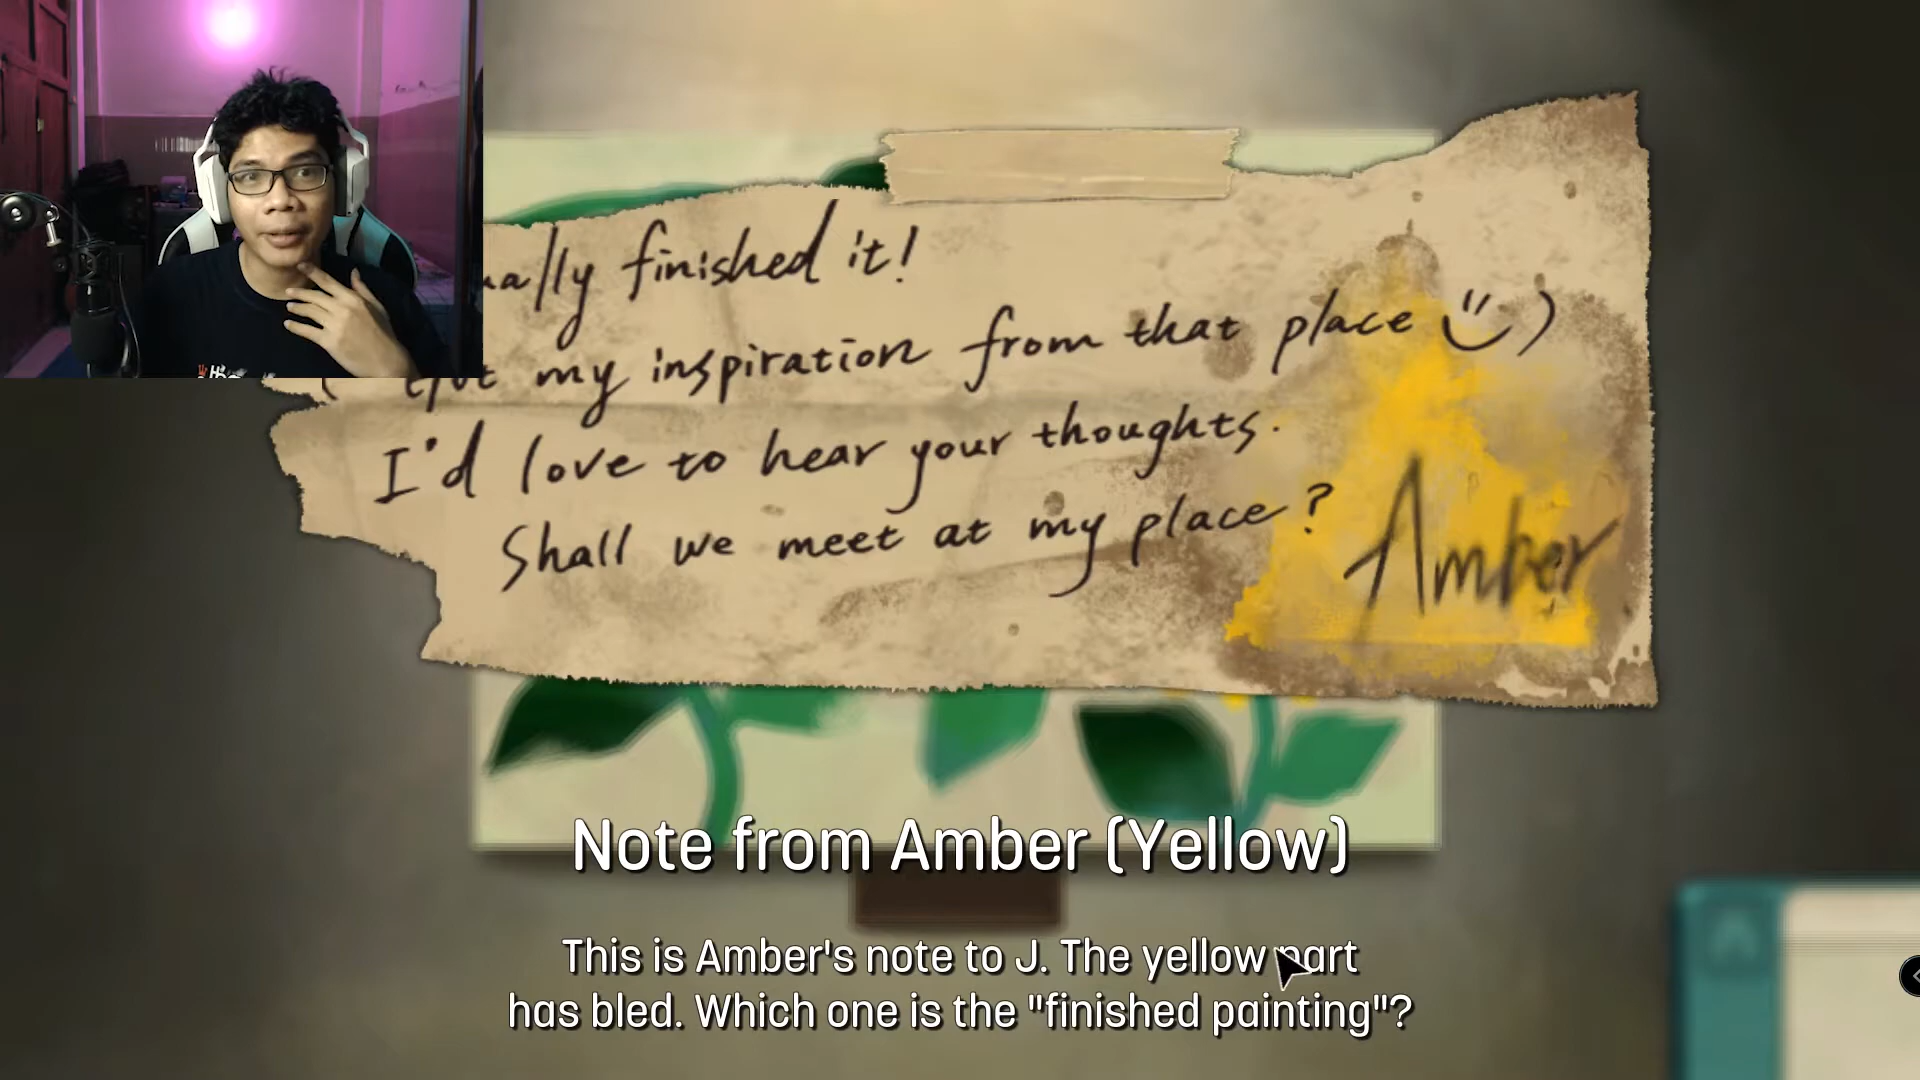 finished it!
my inspiration from that place
I'd love to hear your thoughts.
Shall we meet at my place?
Amber
Note from Amber (Yellow)
This is Amber's note to J. The yellow part
has bled. Which one is the "finished painting"?